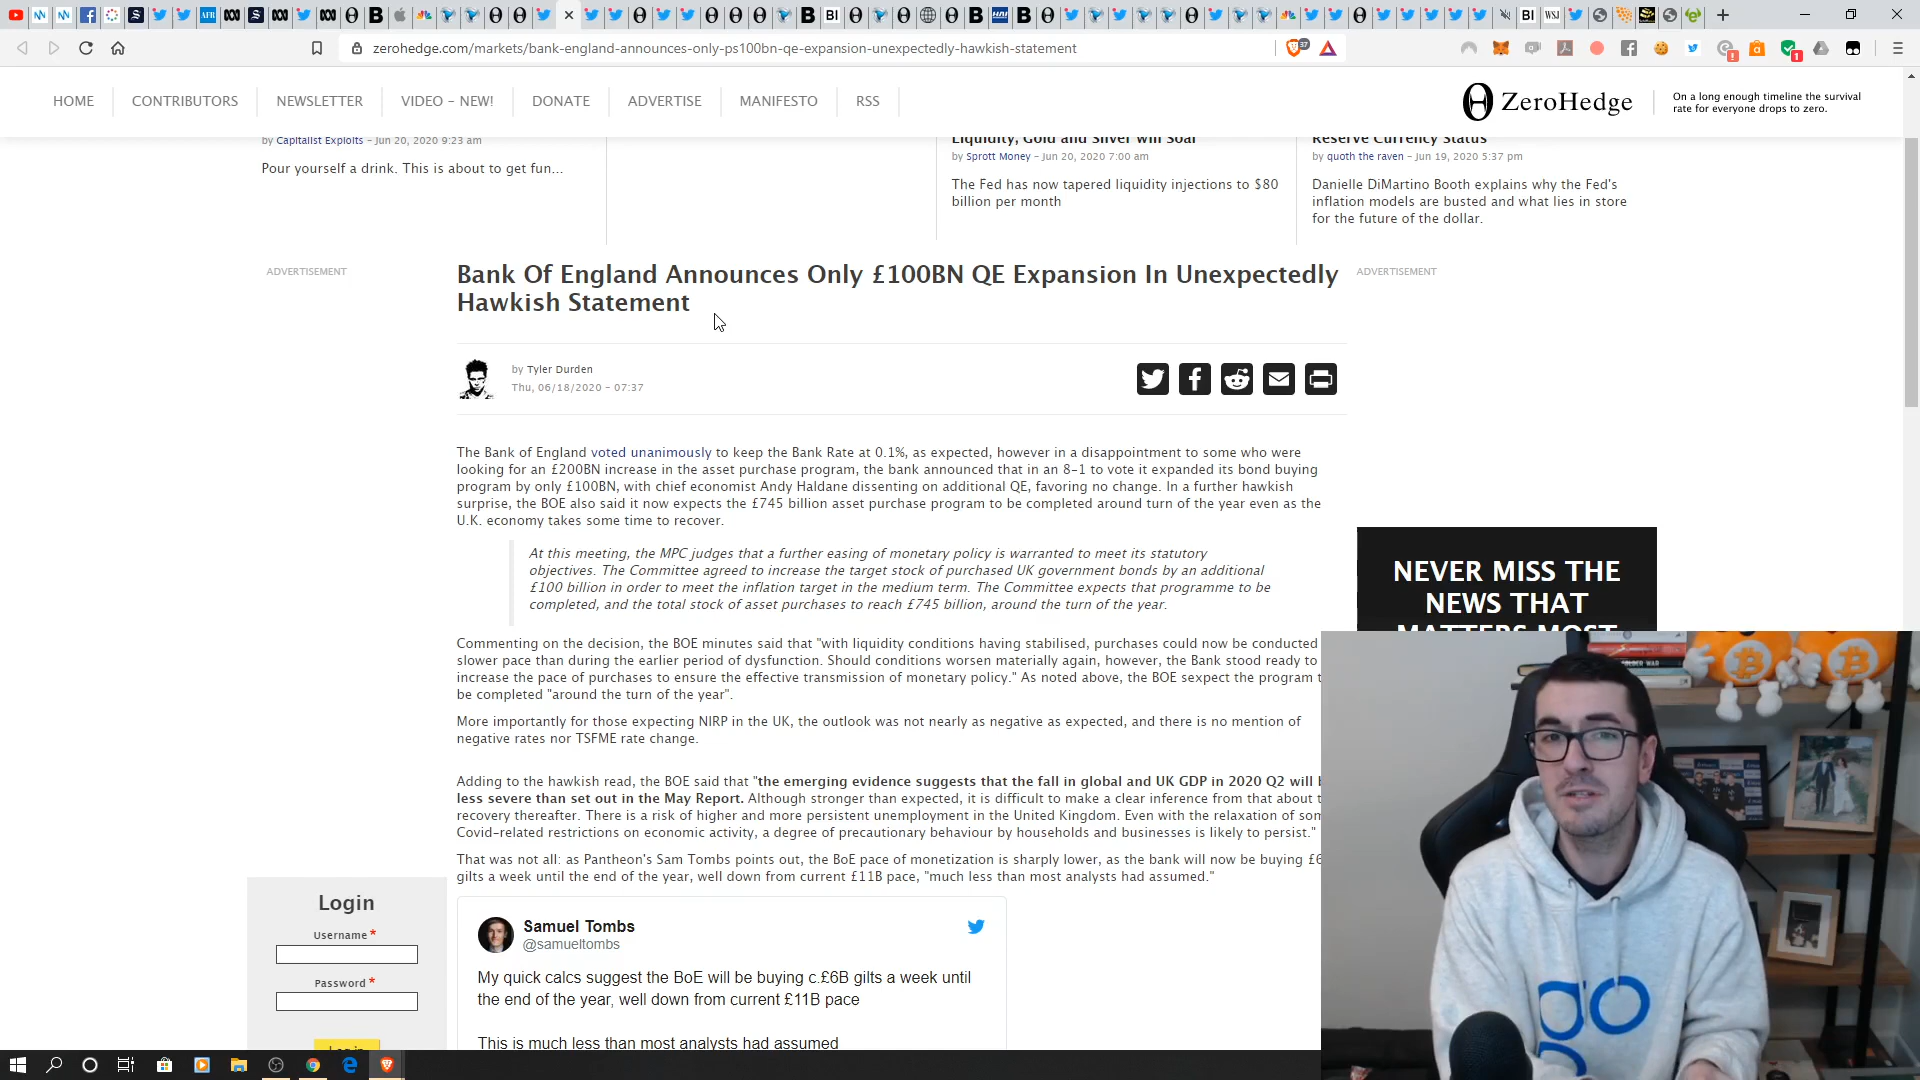 zerohedge.com/markets/bank-england-announces-only-ps100bn-qe-expansion-unexpectedly-hawkish-statement
HOME
CONTRIBUTORS
NEWSLETTER
VIDEO - NEW!
DONATE
ADVERTISE
MANIFESTO
RSS
ZeroHedge
On a long enough timeline the survival
rate for everyone drops to zero.
by Capitalist Exploits - Jun 20, 2020 9:23 am
Pour yourself a drink. This is about to get fun...
Liquidity, Gold and Silver Will Soar
by Sprott Money - Jun 20, 2020 7:00 am
The Fed has now tapered liquidity injections to $80
billion per month
Reserve Currency Status
by quoth the raven - Jun 19, 2020 5:37 pm
Danielle DiMartino Booth explains why the Fed's
inflation models are busted and what lies in store
for the future of the dollar.
ADVERTISEMENT
Bank Of England Announces Only £100BN QE Expansion In Unexpectedly
Hawkish Statement
ADVERTISEMENT
by Tyler Durden
Thu, 06/18/2020 - 07:37
The Bank of England voted unanimously to keep the Bank Rate at 0.1%, as expected, however in a disappointment to some who were
looking for an £200BN increase in the asset purchase program, the bank announced that in an 8-1 to vote it expanded its bond buying
program by only £100BN, with chief economist Andy Haldane dissenting on additional QE, favoring no change. In a further hawkish
surprise, the BOE also said it now expects the £745 billion asset purchase program to be completed around turn of the year even as the
U.K. economy takes some time to recover.
At this meeting, the MPC judges that a further easing of monetary policy is warranted to meet its statutory
objectives. The Committee agreed to increase the target stock of purchased UK government bonds by an additional
£100 billion in order to meet the inflation target in the medium term. The Committee expects that programme to be
completed, and the total stock of asset purchases to reach £745 billion, around the turn of the year.
Commenting on the decision, the BOE minutes said that "with liquidity conditions having stabilised, purchases could now be conducted
slower pace than during the earlier period of dysfunction. Should conditions worsen materially again, however, the Bank stood ready to
increase the pace of purchases to ensure the effective transmission of monetary policy." As noted above, the BOE sexpect the program
be completed "around the turn of the year".
More importantly for those expecting NIRP in the UK, the outlook was not nearly as negative as expected, and there is no mention of
negative rates nor TSFME rate change.
Adding to the hawkish read, the BOE said that "the emerging evidence suggests that the fall in global and UK GDP in 2020 Q2 will
less severe than set out in the May Report. Although stronger than expected, it is difficult to make a clear inference from that about
recovery thereafter. There is a risk of higher and more persistent unemployment in the United Kingdom. Even with the relaxation of
Covid-related restrictions on economic activity, a degree of precautionary behaviour by households and businesses is likely to persist."
That was not all: as Pantheon's Sam Tombs points out, the BoE pace of monetization is sharply lower, as the bank will now be buying
gilts a week until the end of the year, well down from current £11B pace, "much less than most analysts had assumed."
Samuel Tombs
@samueltombs
My quick calcs suggest the BoE will be buying c.£6B gilts a week until
the end of the year, well down from current £11B pace
This is much less than most analysts had assumed
Login
Username *
Password *
Log in
NEVER MISS THE
NEWS THAT
MATTERS MOST
go